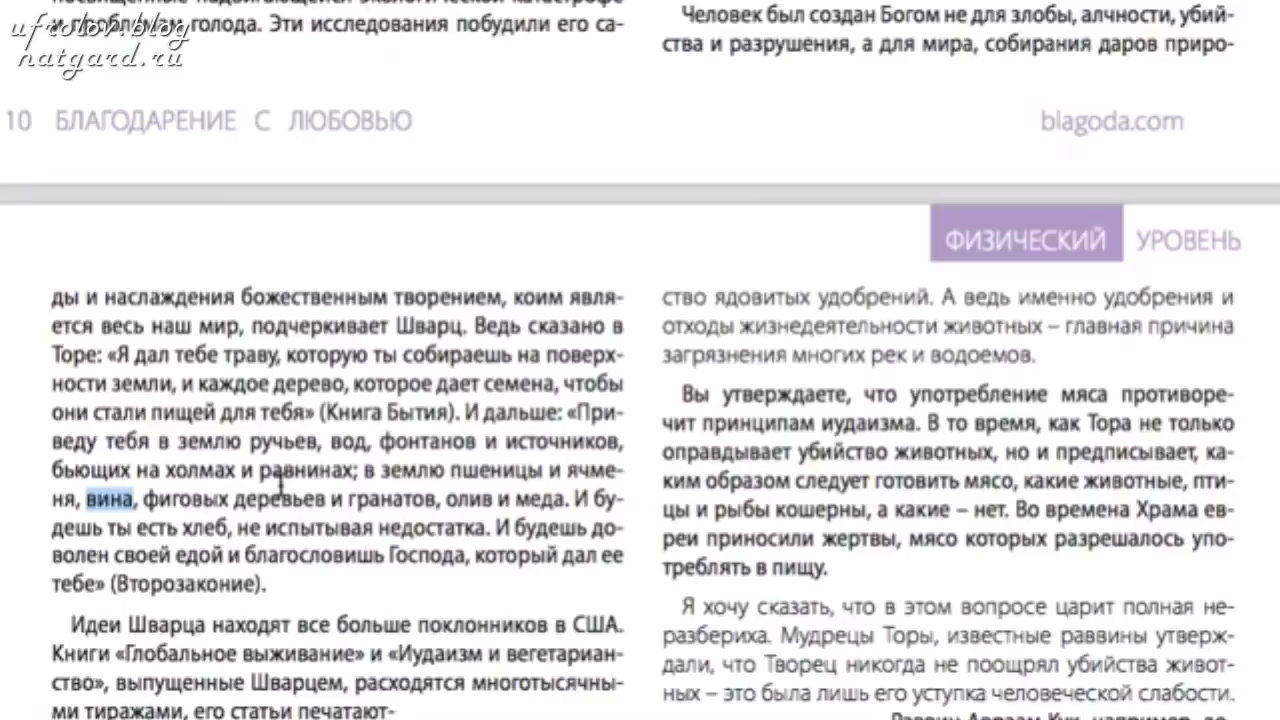 ufrolov.blog
natgard.ru
и проблемам голода. Эти исследования побудили его са-
Человек был создан Богом не для злобы, алчности, убий-
ства и разрушения, а для мира, собирания даров приро-
10 БЛАГОДАРЕНИЕ С ЛЮБОВЬЮ
blagoda.com
ФИЗИЧЕСКИЙ УРОВЕНЬ
ды и наслаждения божественным творением, коим явля-
ется весь наш мир, подчеркивает Шварц. Ведь сказано в
Торе: «Я дал тебе траву, которую ты собираешь на поверх-
ности земли, и каждое дерево, которое дает семена, чтобы
они стали пищей для тебя» (Книга Бытия). И дальше: «При-
веду тебя в землю ручьев, вод, фонтанов и источников,
бьющих на холмах и равнинах; в землю пшеницы и ячме-
ня, вина, фиговых деревьев и гранатов, олив и меда. И бу-
дешь ты есть хлеб, не испытывая недостатка. И будешь до-
волен своей едой и благословишь Господа, который дал ее
тебе» (Второзаконие).
Идеи Шварца находят все больше поклонников в США.
Книги «Глобальное выживание» и «Иудаизм и вегетариан-
ство», выпущенные Шварцем, расходятся многотысячны-
ми тиражами, его статьи печатают-
ство ядовитых удобрений. А ведь именно удобрения и
отходы жизнедеятельности животных – главная причина
загрязнения многих рек и водоемов.
Вы утверждаете, что употребление мяса противоре-
чит принципам иудаизма. В то время, как Тора не только
оправдывает убийство животных, но и предписывает, ка-
ким образом следует готовить мясо, какие животные, пти-
цы и рыбы кошерны, а какие – нет. Во времена Храма ев-
реи приносили жертвы, мясо которых разрешалось упо-
треблять в пищу.
Я хочу сказать, что в этом вопросе царит полная не-
разбериха. Мудрецы Торы, известные раввины утверж-
дали, что Творец никогда не поощрял убийства живот-
ных – это была лишь его уступка человеческой слабости.